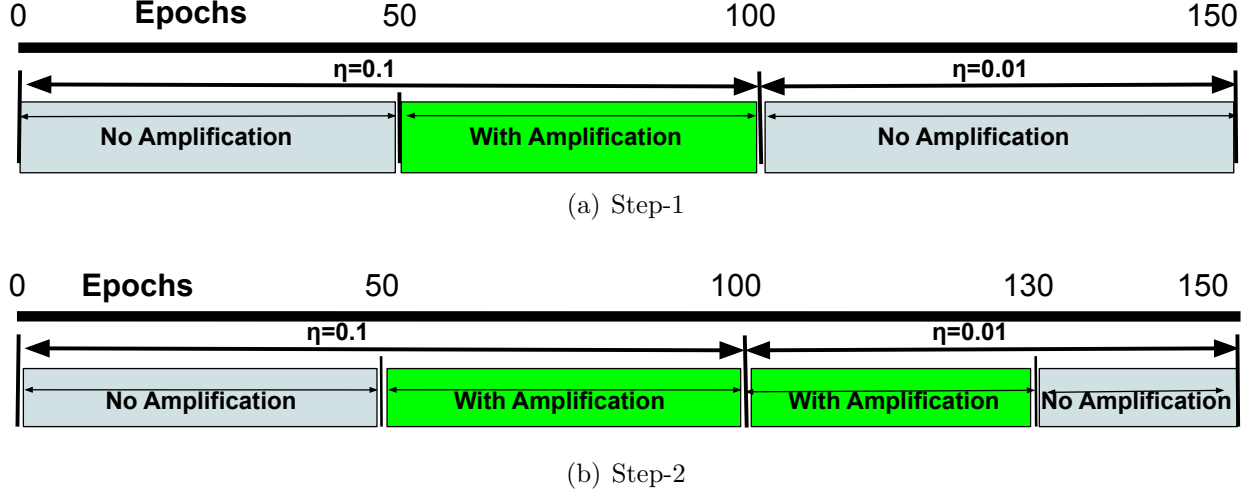 0 Epochs 50 100 150
η=0.1 η=0.01
No Amplification With Amplification No Amplification
(a) Step-1
0 Epochs 50 100 130 150
η=0.1 η=0.01
No Amplification With Amplification With Amplification No Amplification
(b) Step-2